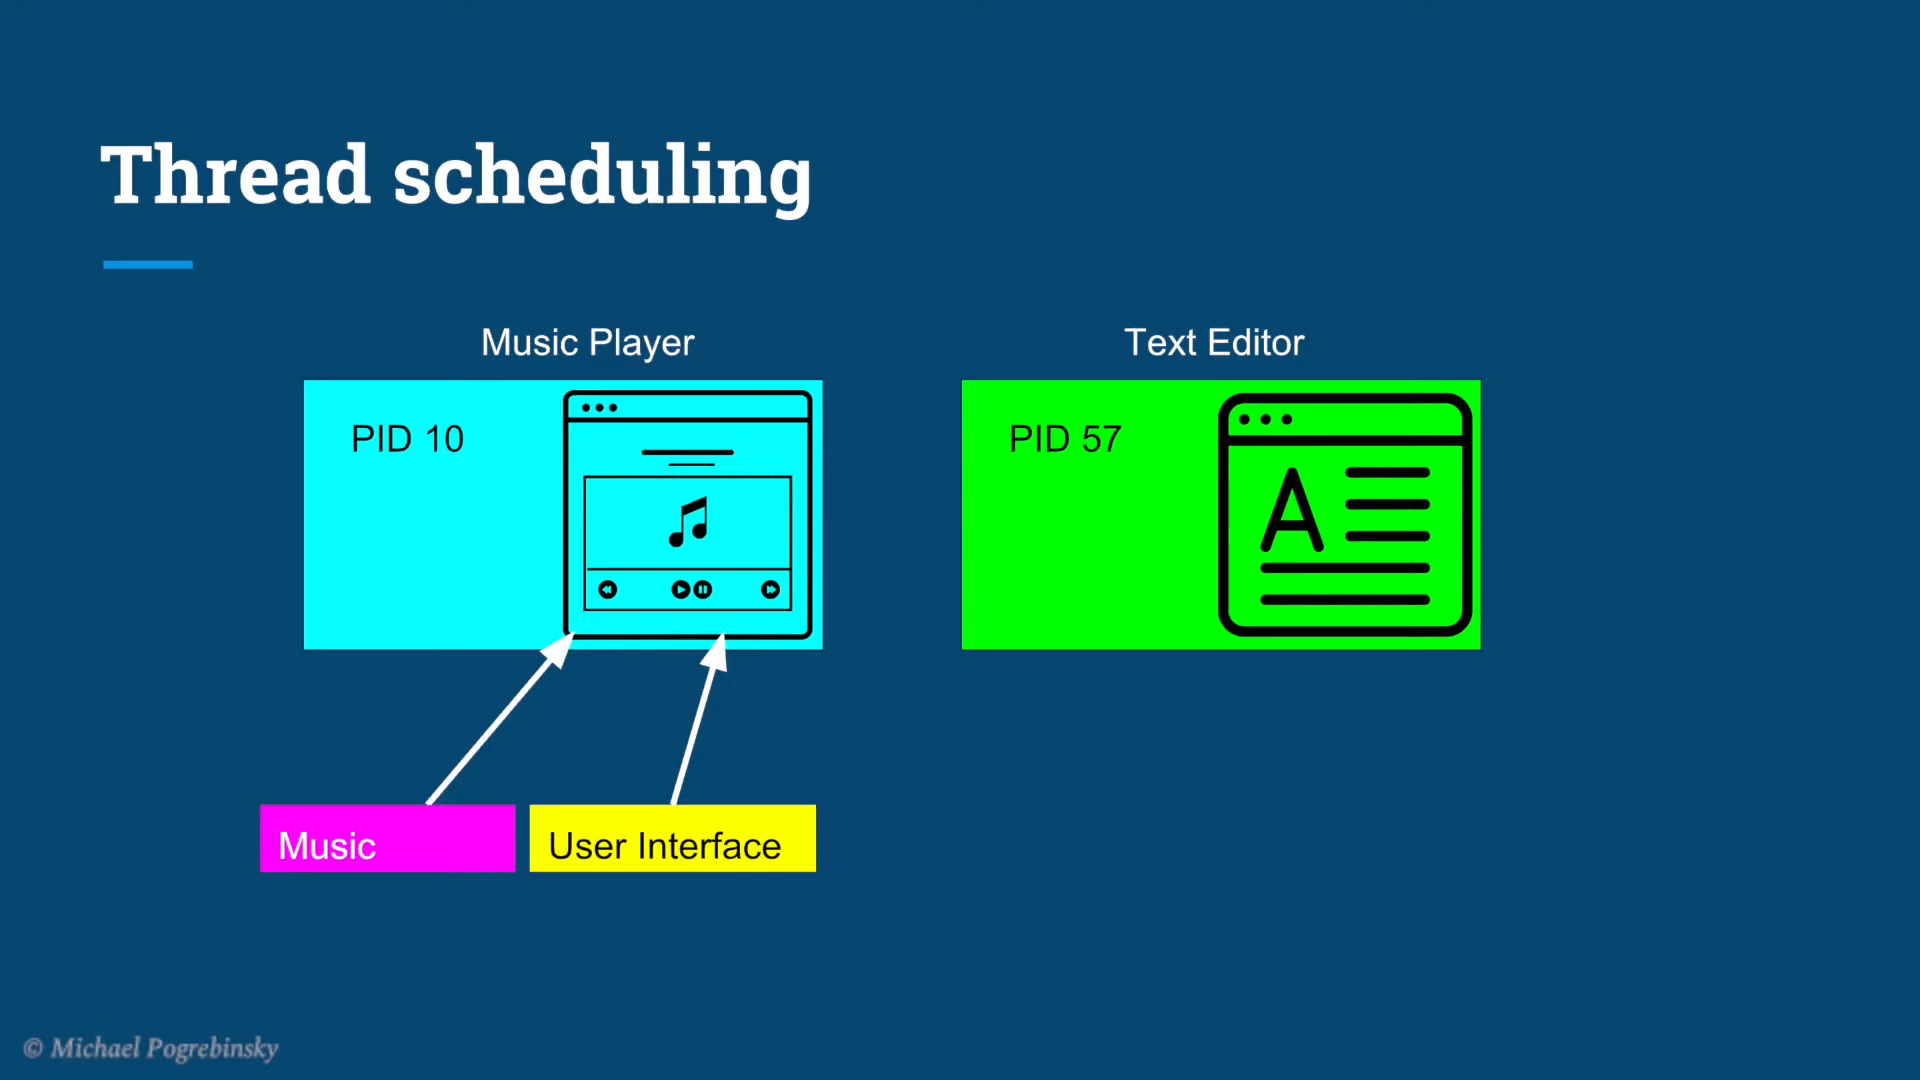 Thread scheduling
Music Player
Text Editor
PID 10
PID 57
A
Music
User Interface
© Michael Pogrebinsky